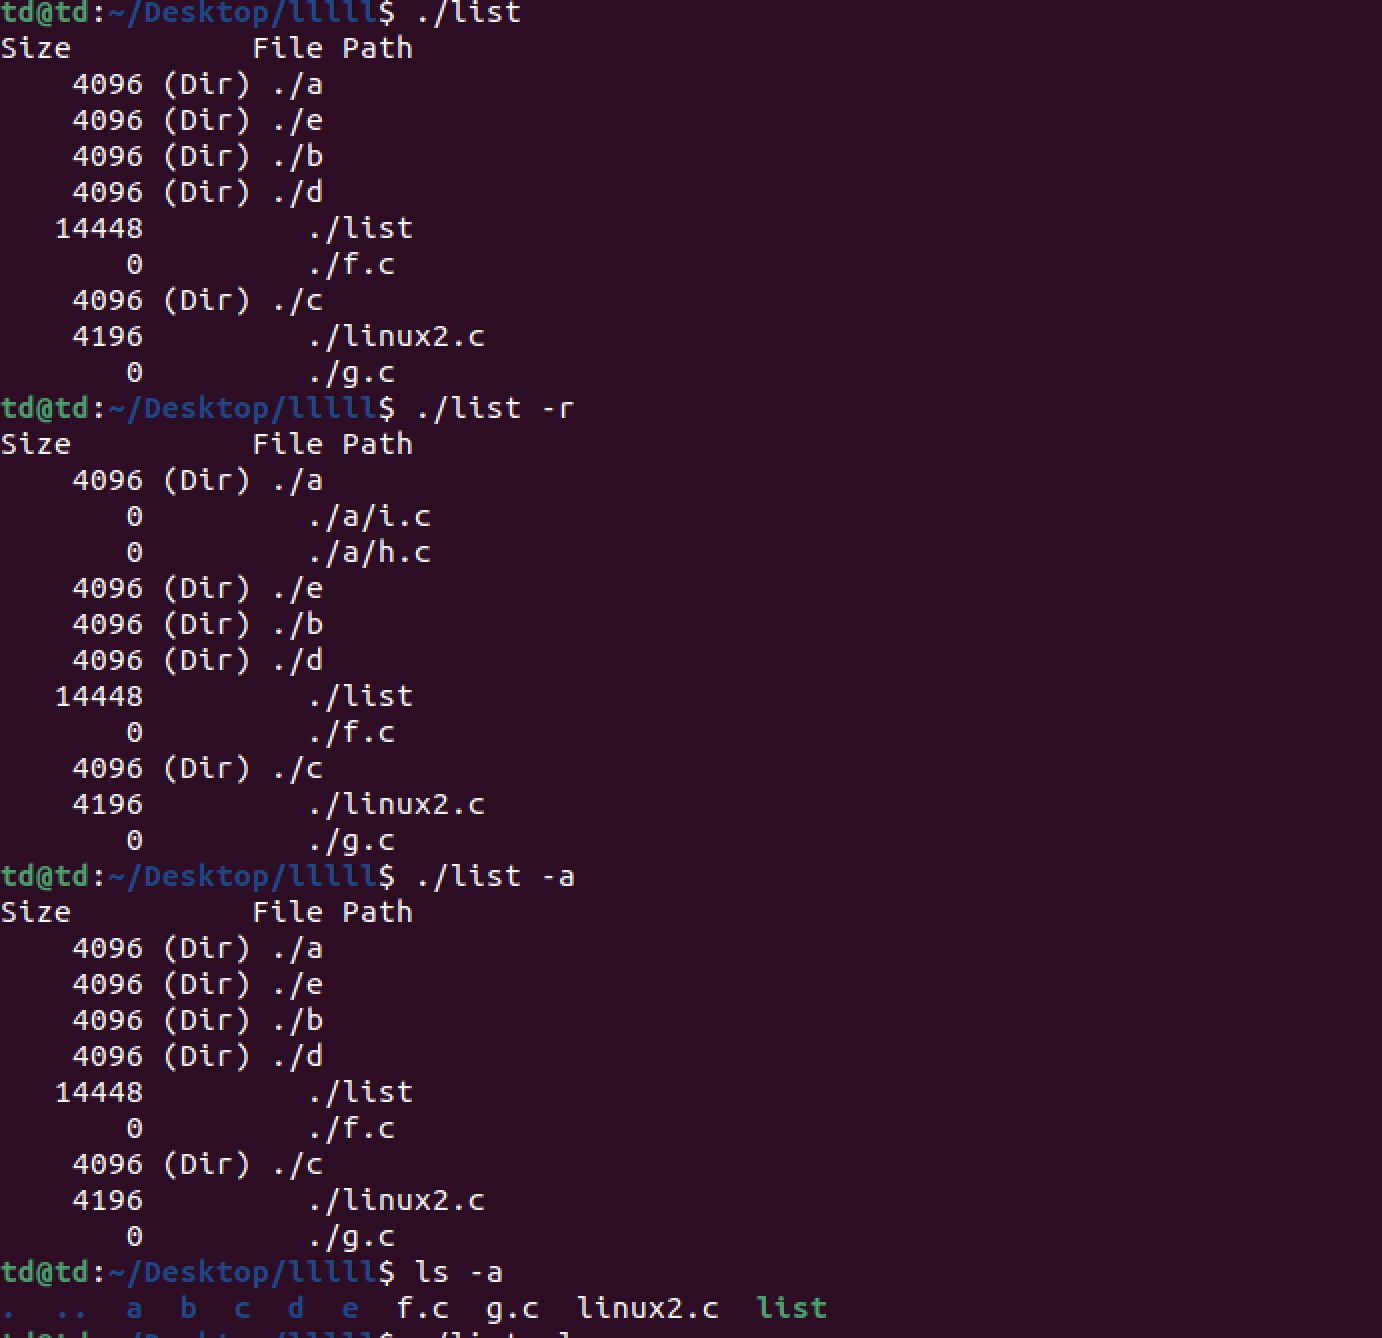 td@td:~/Desktop/lllll$ ./list
Size          File Path
    4096 (Dir) ./a
    4096 (Dir) ./e
    4096 (Dir) ./b
    4096 (Dir) ./d
   14448         ./list
       0         ./f.c
    4096 (Dir) ./c
    4196         ./linux2.c
       0         ./g.c
td@td:~/Desktop/lllll$ ./list -r
Size          File Path
    4096 (Dir) ./a
       0         ./a/i.c
       0         ./a/h.c
    4096 (Dir) ./e
    4096 (Dir) ./b
    4096 (Dir) ./d
   14448         ./list
       0         ./f.c
    4096 (Dir) ./c
    4196         ./linux2.c
       0         ./g.c
td@td:~/Desktop/lllll$ ./list -a
Size          File Path
    4096 (Dir) ./a
    4096 (Dir) ./e
    4096 (Dir) ./b
    4096 (Dir) ./d
   14448         ./list
       0         ./f.c
    4096 (Dir) ./c
    4196         ./linux2.c
       0         ./g.c
td@td:~/Desktop/lllll$ ls -a
.  ..  a  b  c  d  e  f.c  g.c  linux2.c  list